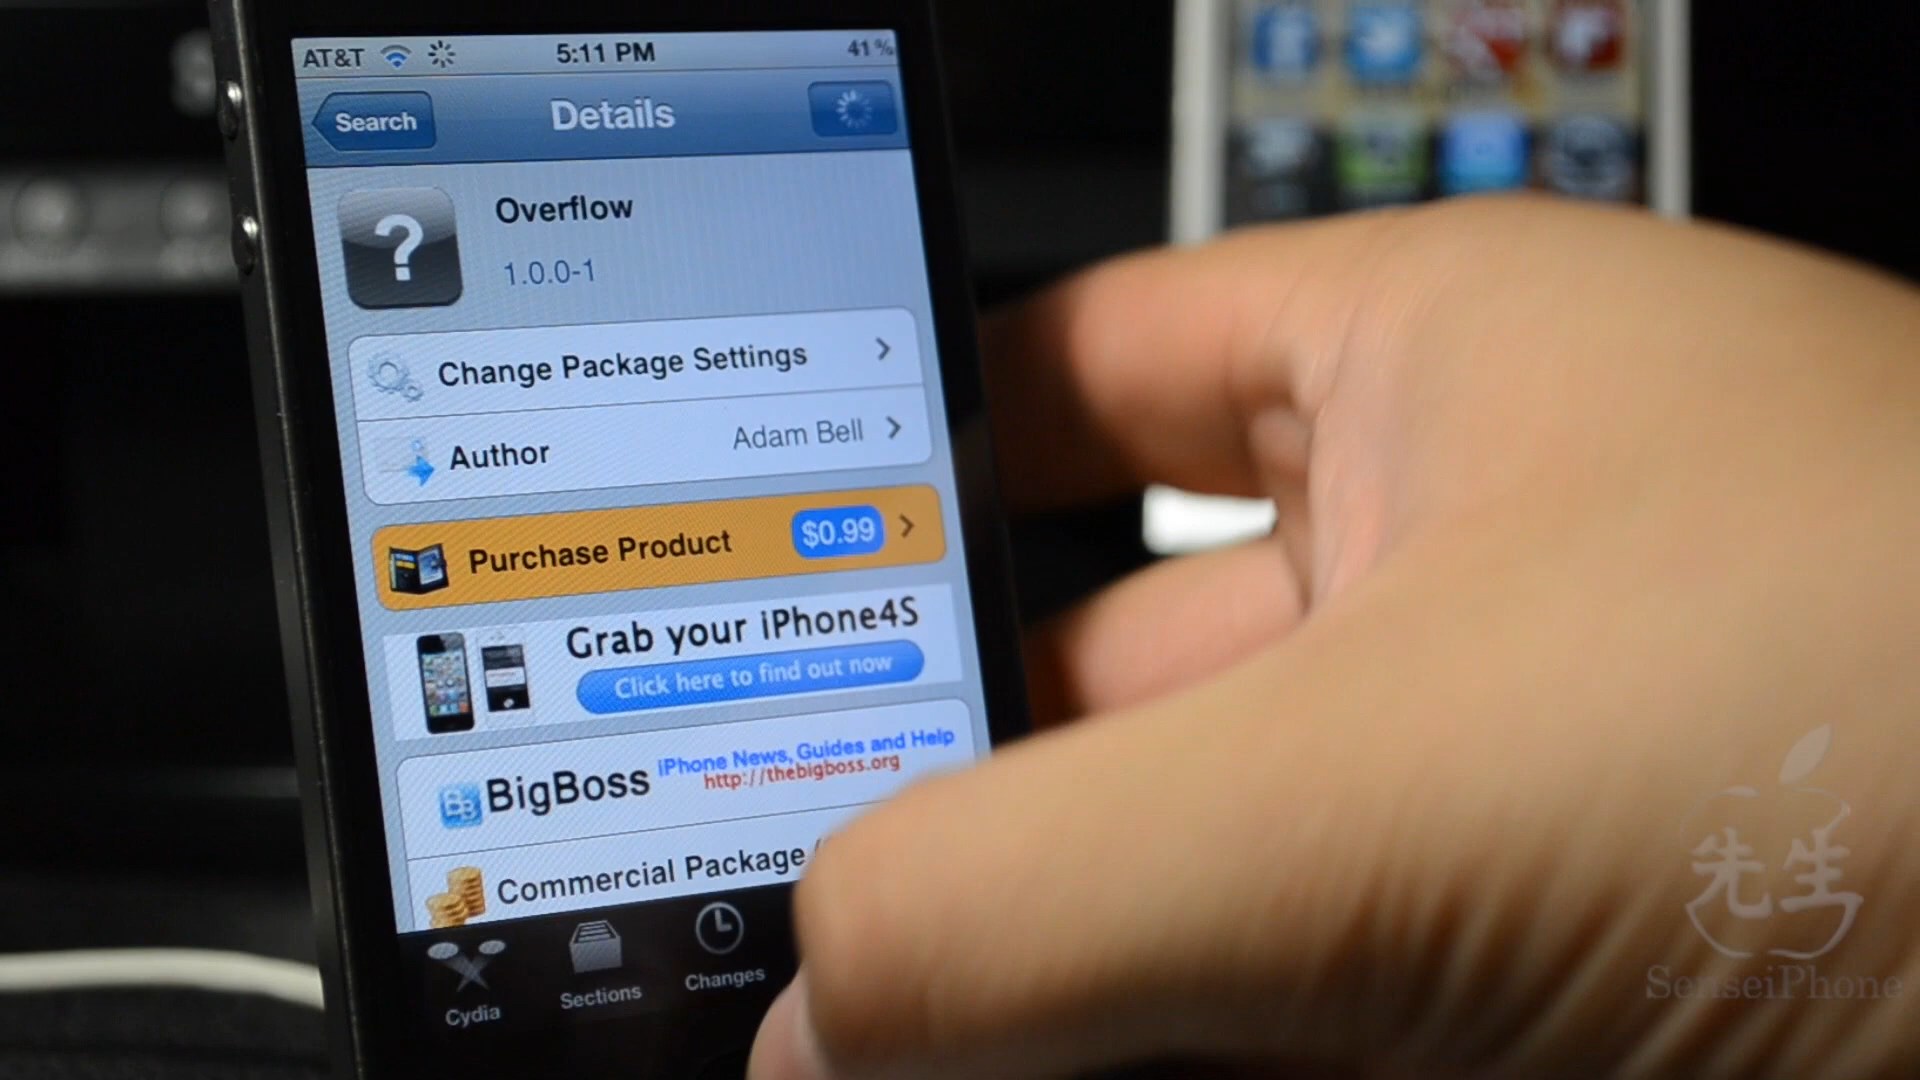 AT&T 5:11 PM 41%
Search Details
?
Overflow
1.0.0-1
Change Package Settings
Author Adam Bell
Purchase Product $0.99
Grab your iPhone4S
Click here to find out now
BB BigBoss iPhone News, Guides and Help
http://thebigboss.org
Commercial Package
Cydia Sections Changes
先生
SenseiPhone